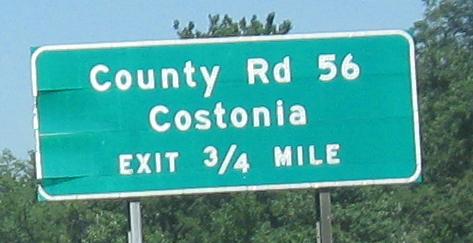 County Rd 56
Costonia
EXIT 3/4 MILE